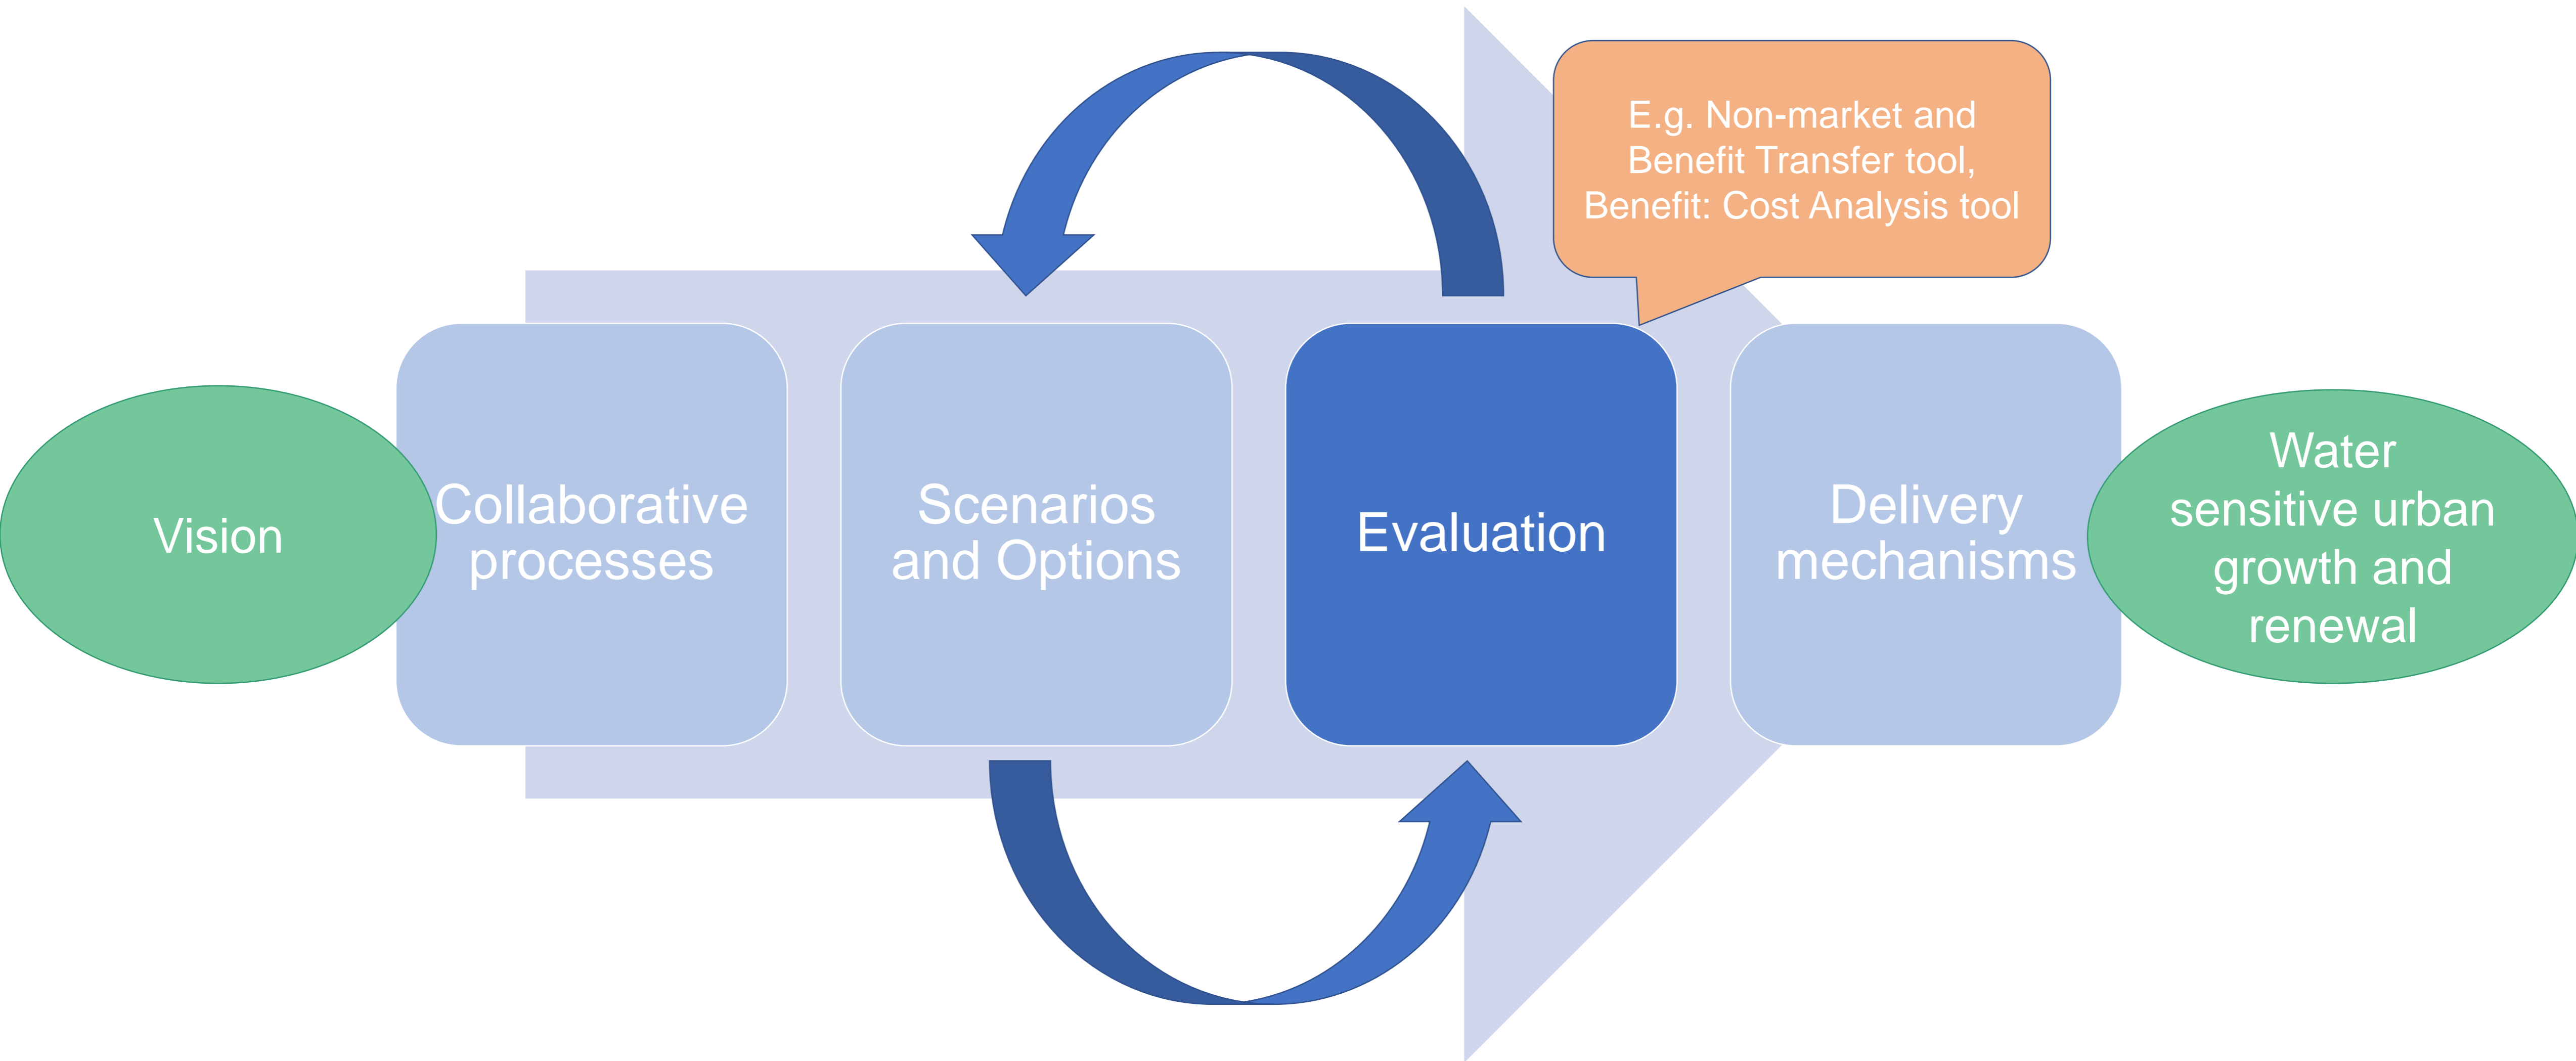 E.g. Non-market and
Benefit Transfer tool,
Benefit: Cost Analysis tool
Vision
Collaborative
processes
Scenarios
and Options
Evaluation
Delivery
mechanisms
Water
sensitive urban
growth and
renewal